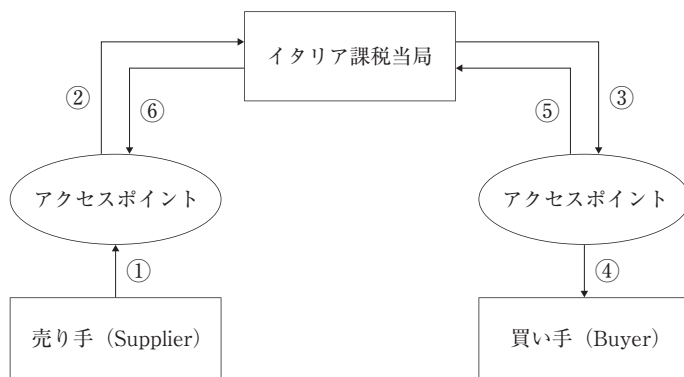 イタリア課税当局
②
⑥
⑤
③
アクセスポイント
アクセスポイント
①
④
売り手（Supplier）
買い手（Buyer）